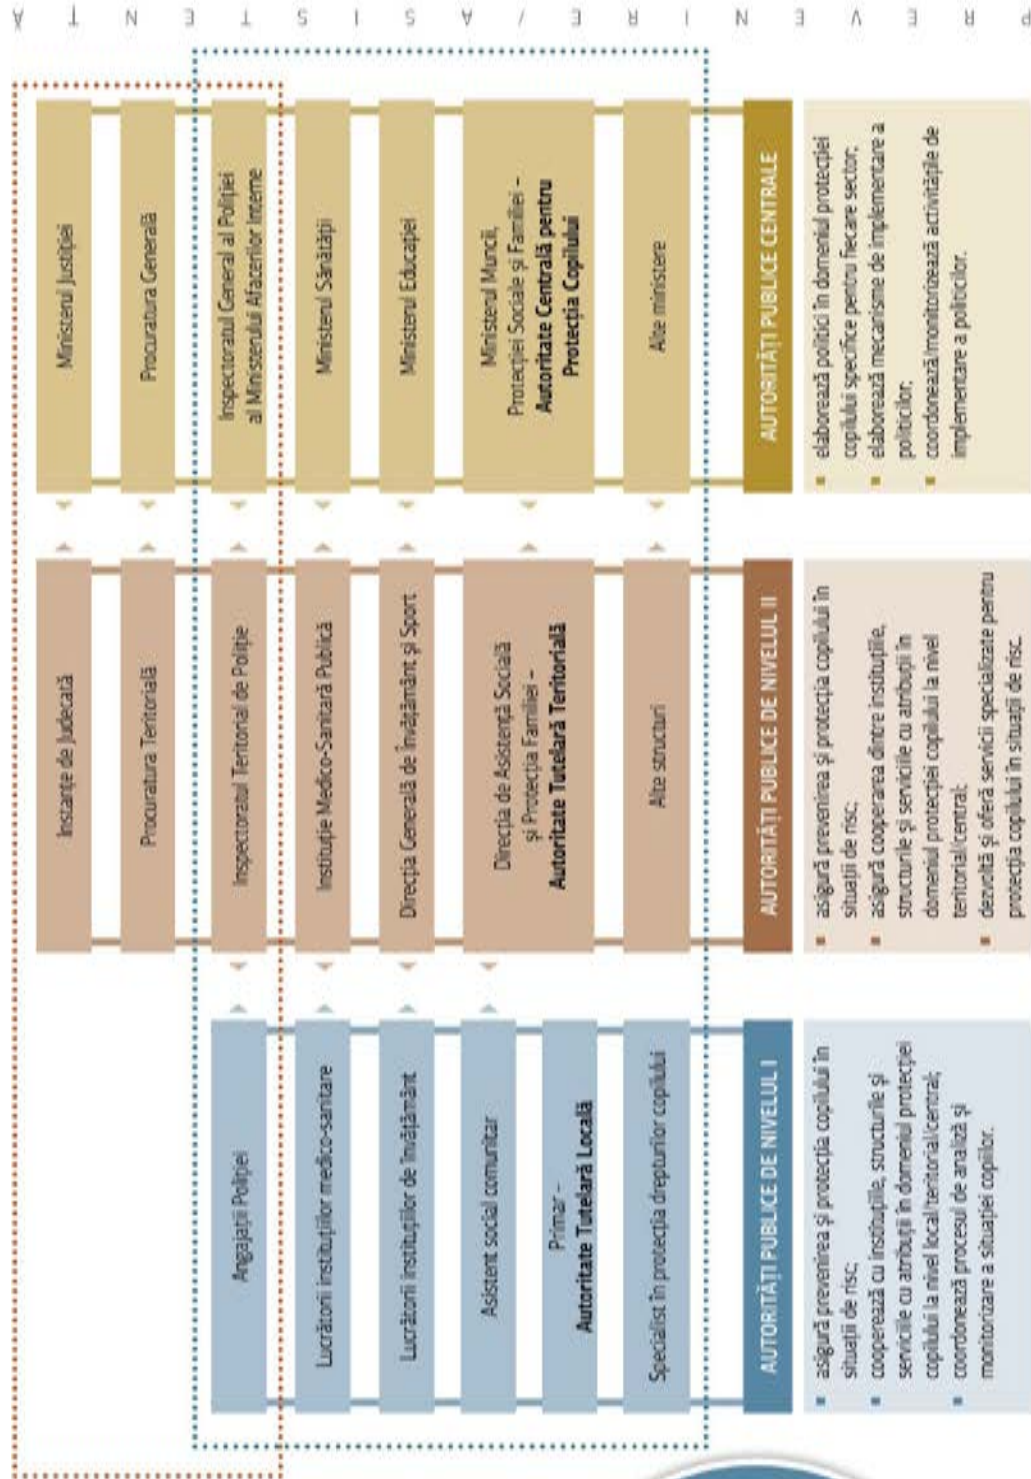 Angajații Poliției
Lucrătorii instituțiilor medico-sanitare
Lucrătorii instituțiilor de învățământ
Asistent social comunitar
Primar –
Autoritate Tutelară Locală
Specialist în protecția drepturilor copilului
AUTORITĂȚI PUBLICE DE NIVELUL I
▪ asigură prevenirea și protecția copilului în
situații de risc;
▪ cooperează cu instituțiile, structurile și
serviciile cu atribuții în domeniul protecției
copilului la nivel local/teritorial/central;
▪ coordonează procesul de analiză și
monitorizare a situației copiilor.
Instanțe de Judecată
Procuratura Teritorială
Inspectoratul Teritorial de Poliție
Instituție Medico-Sanitară Publică
Direcția Generală de Învățământ și Sport
Direcția de Asistență Socială
și Protecția Familiei –
Autoritate Tutelară Teritorială
Alte structuri
AUTORITĂȚI PUBLICE DE NIVELUL II
▪ asigură prevenirea și protecția copilului în
situații de risc;
▪ asigură cooperarea dintre instituțiile,
structurile și serviciile cu atribuții în
domeniul protecției copilului la nivel
teritorial/central;
▪ dezvoltă și oferă servicii specializate pentru
protecția copilului în situații de risc.
Ministerul Justiției
Procuratura Generală
Inspectoratul General al Poliției
al Ministerului Afacerilor Interne
Ministerul Sănătății
Ministerul Educației
Ministerul Muncii,
Protecției Sociale și Familiei –
Autoritate Centrală pentru
Protecția Copilului
Alte ministere
AUTORITĂȚI PUBLICE CENTRALE
▪ elaborează politici în domeniul protecției
copilului specifice pentru fiecare sector;
▪ elaborează mecanisme de implementare a
politicilor;
▪ coordonează/monitorizează activitățile de
implementare a politicilor.
PREVENIRE / ASISTENTA